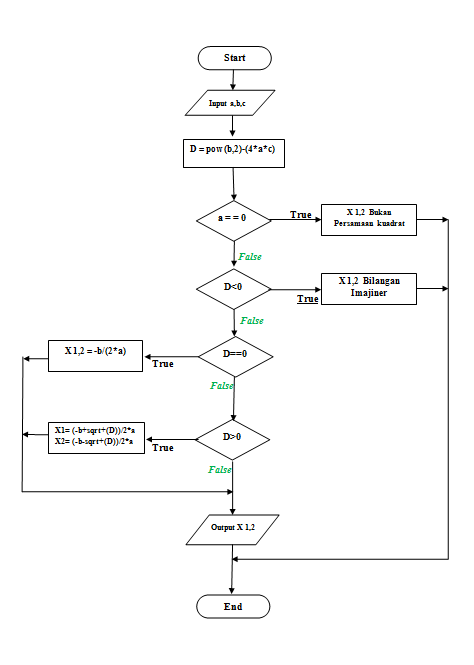 Start
Input a,b,c
D = pow (b,2)-(4*a*c)
a = = 0
True
X 1,2 Bukan
Persamaan kuadrat
False
D<0
True
X 1,2 Bilangan
Imajiner
False
D==0
True
X 1,2 = -b/(2*a)
False
D>0
True
X1= (-b+sqrt+(D))/2*a
X2= (-b-sqrt+(D))/2*a
False
Output X 1,2
End